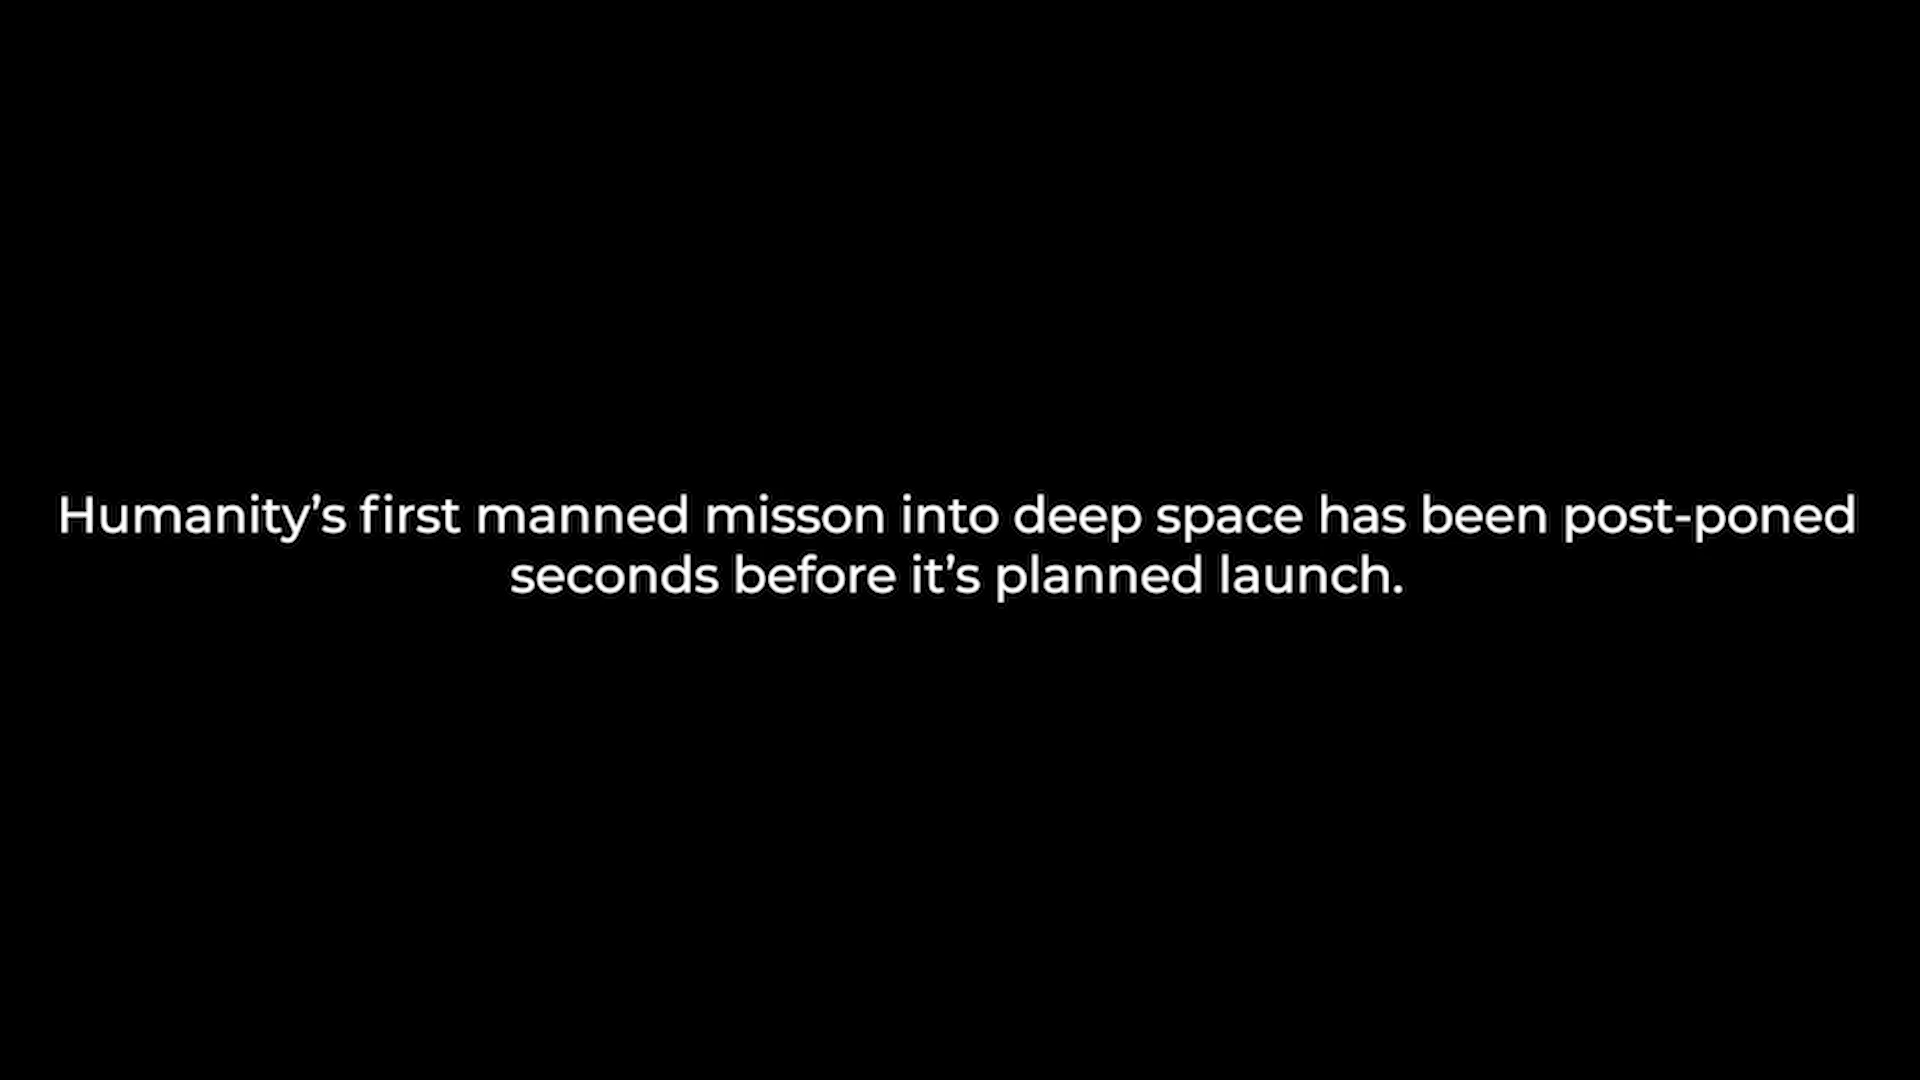 Humanity’s first manned misson into deep space has been post-poned
seconds before it’s planned launch.